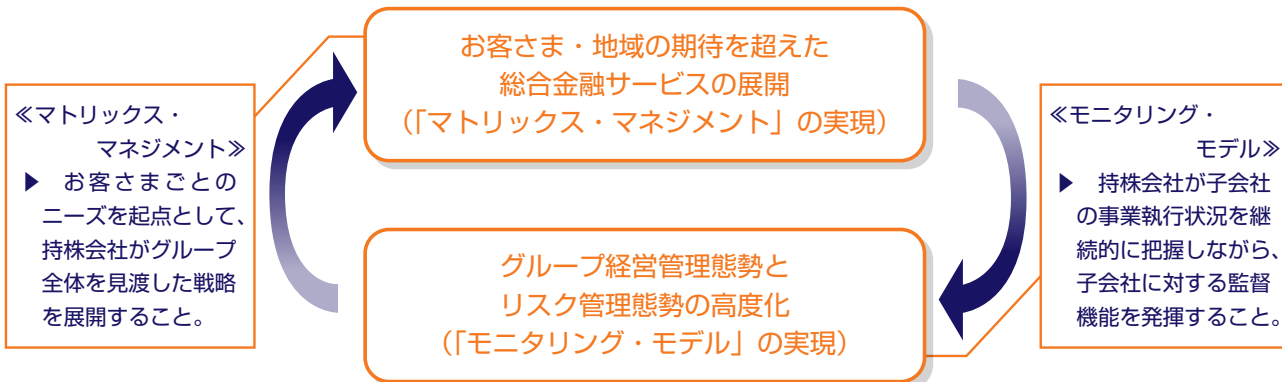 お客さま・地域の期待を超えた
総合金融サービスの展開
（「マトリックス・マネジメント」の実現）
≪マトリックス・
マネジメント≫
▶ お客さまごとの
ニーズを起点として、
持株会社がグループ
全体を見渡した戦略
を展開すること。
≪モニタリング・
モデル≫
▶ 持株会社が子会社
の事業執行状況を継
続的に把握しながら、
子会社に対する監督
機能を発揮すること。
グループ経営管理態勢と
リスク管理態勢の高度化
（「モニタリング・モデル」の実現）